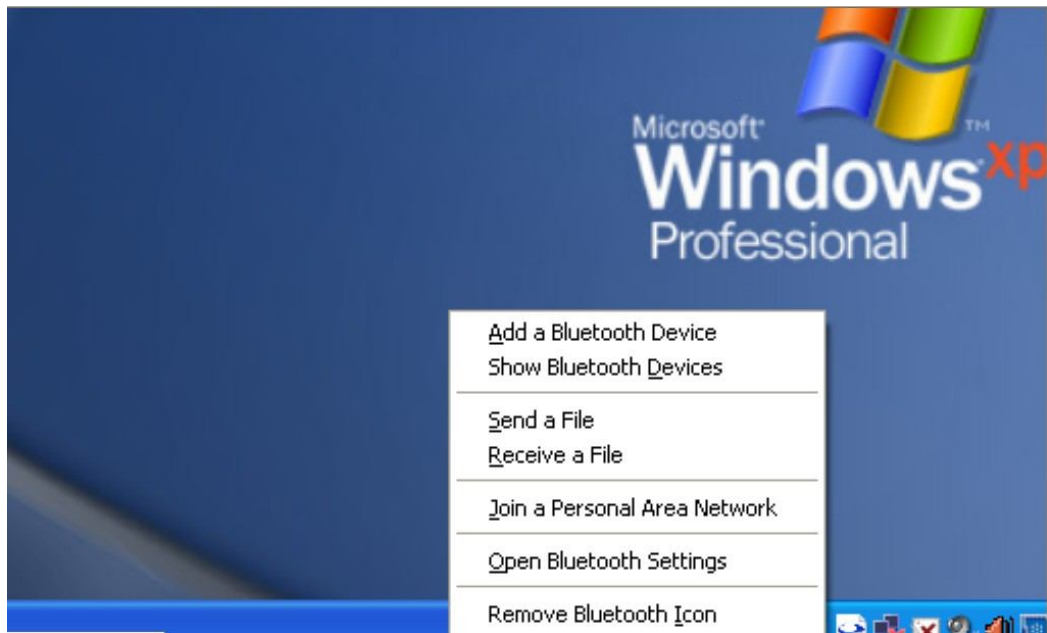 Microsoft
Windows xp
TM
Professional
Add a Bluetooth Device
Show Bluetooth Devices
Send a File
Receive a File
Join a Personal Area Network
Open Bluetooth Settings
Remove Bluetooth Icon